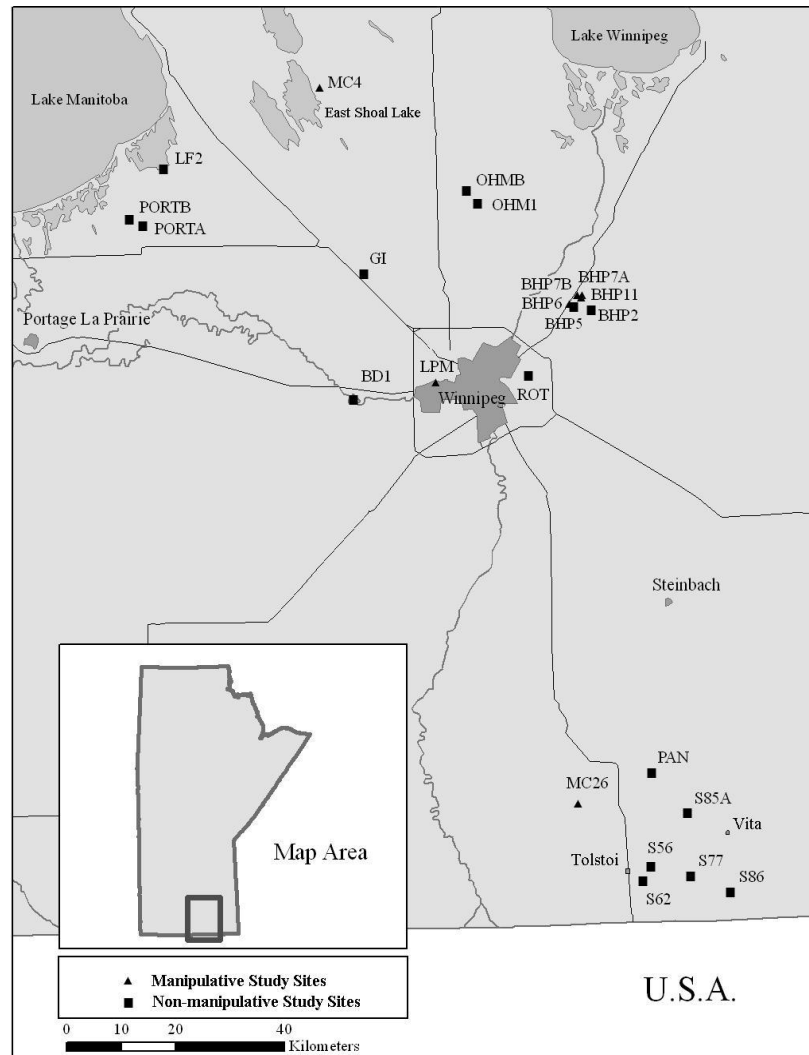 Lake Winnipeg
MC4
Lake Manitoba
East Shoal Lake
LF2
OHMB
OHM1
PORTB
PORTA
GI
BHP7B
BHP7A
BHP6
BHP11
BHP5
BHP2
Portage La Prairie
BD1
LPM
ROT
Winnipeg
Steinbach
PAN
MC26
S85A
Vita
Tolstoi
S56
S77
S86
S62
Map Area
Manipulative Study Sites
Non-manipulative Study Sites
U.S.A.
0 10 20 40
Kilometers